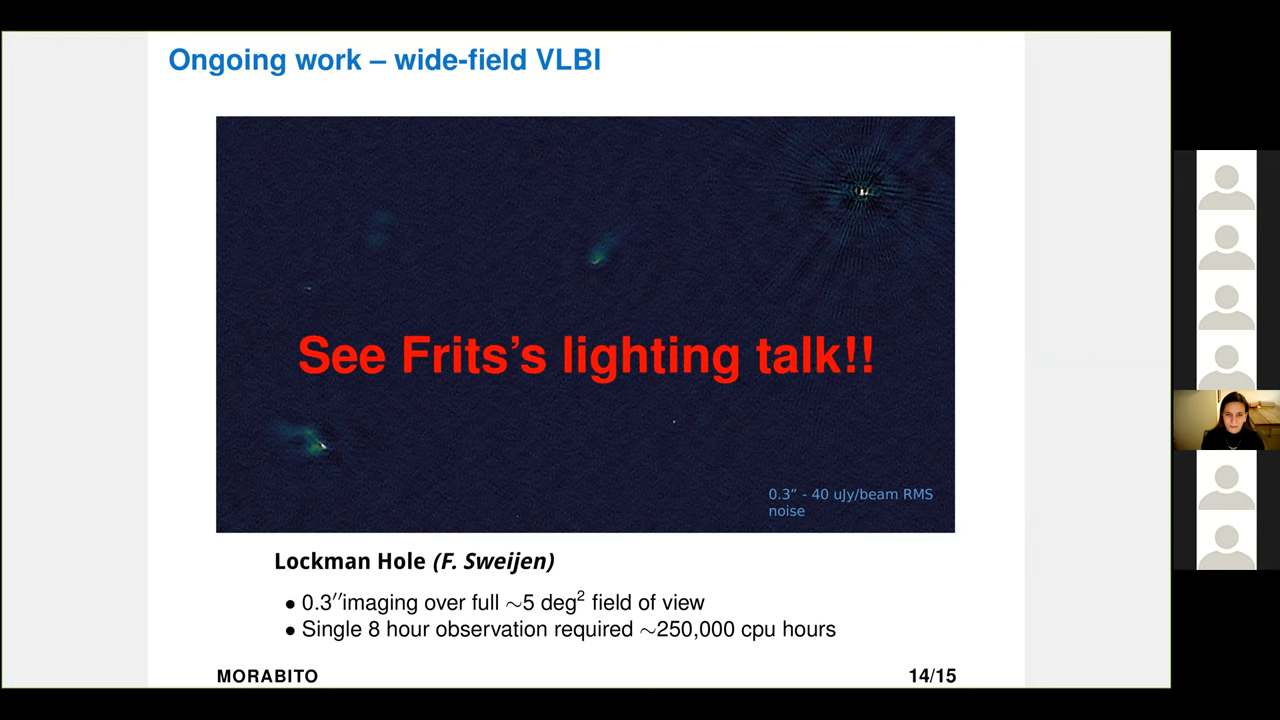 Ongoing work – wide-field VLBI
See Frits’s lighting talk!!
0.3” - 40 uJy/beam RMS
noise
Lockman Hole (F. Sweijen)
• 0.3′′imaging over full ∼5 deg² field of view
• Single 8 hour observation required ∼250,000 cpu hours
MORABITO 14/15